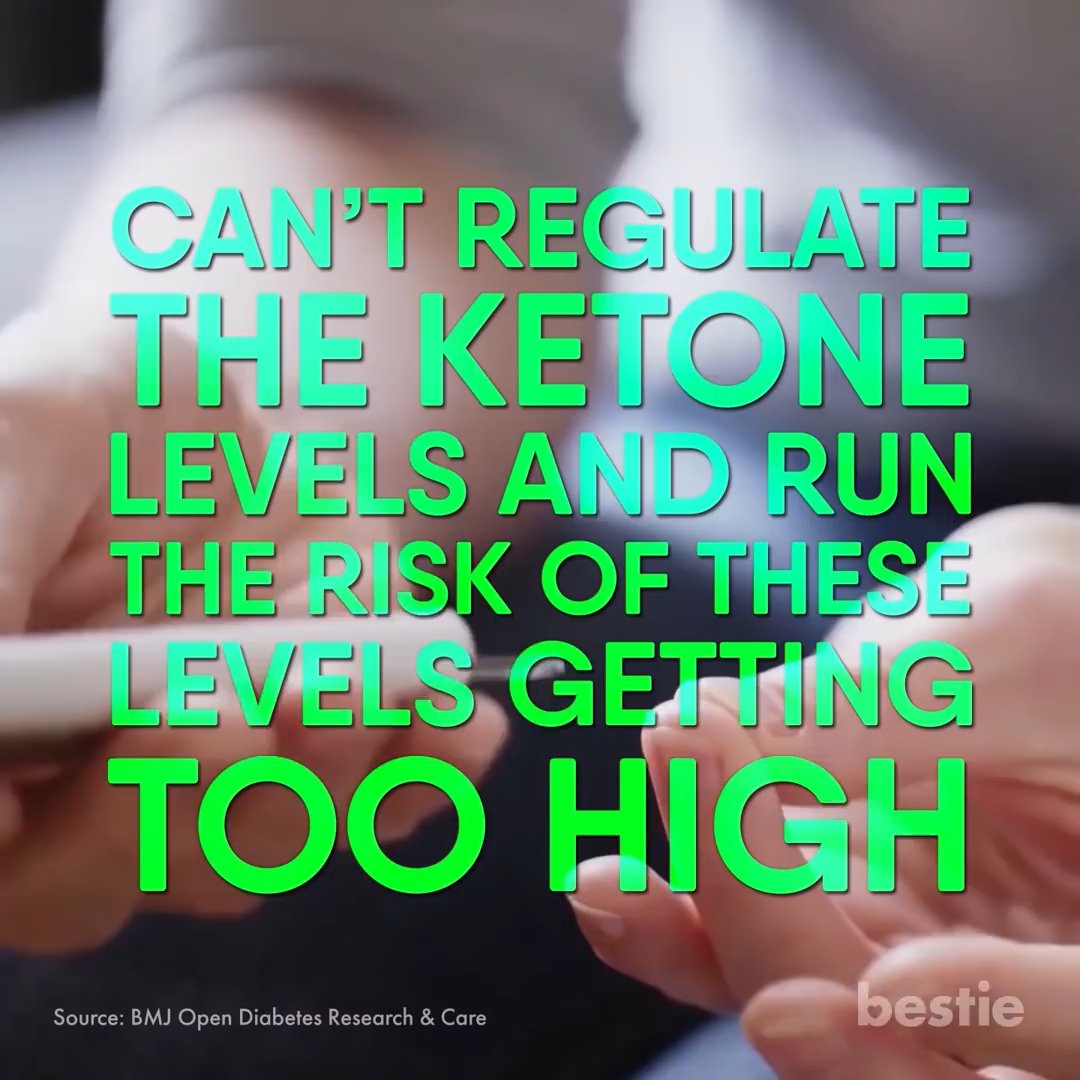 CAN'T REGULATE
THE KETONE
LEVELS AND RUN
THE RISK OF THESE
LEVELS GETTING
TOO HIGH
Source: BMJ Open Diabetes Research & Care
bestie